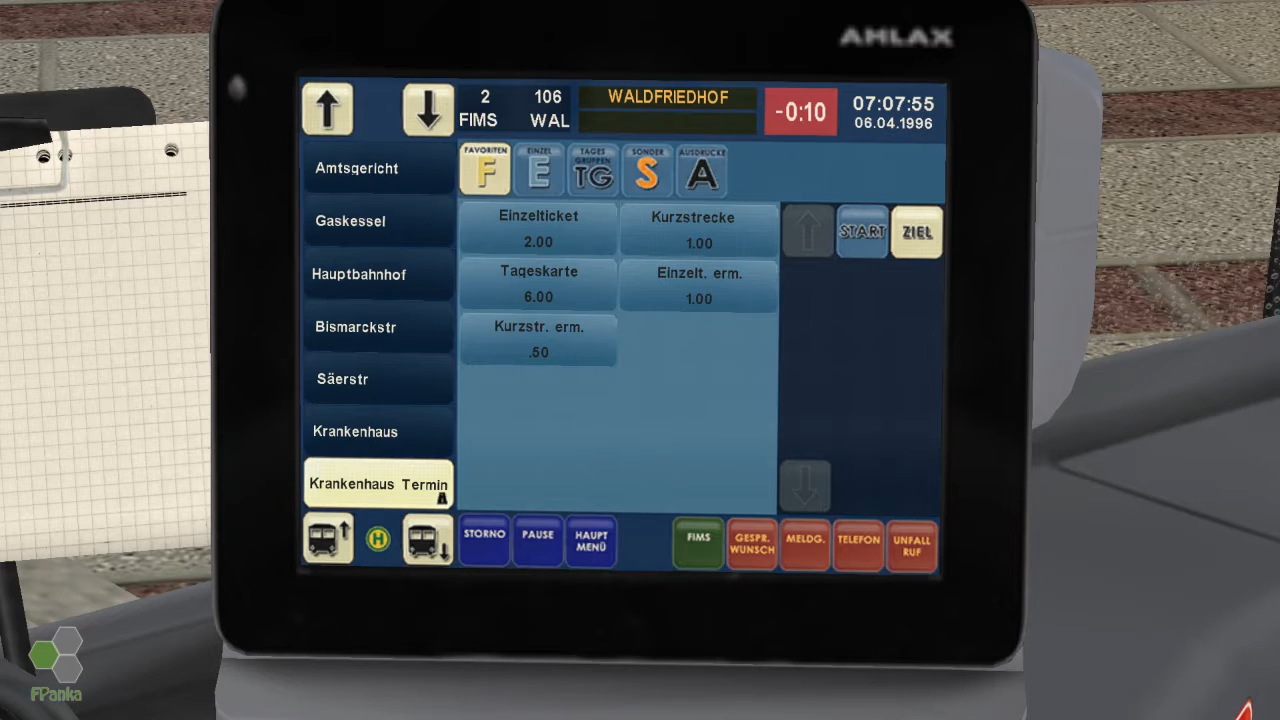 AHLAX
2 106
FIMS WAL
WALDFRIEDHOF
-0:10
07:07:55
06.04.1996
Amtsgericht
Gaskessel
Hauptbahnhof
Bismarckstr
Säerstr
Krankenhaus
Krankenhaus Termin
FAVORITEN
F
EINZEL
E
TAGES
GRUPPEN
TG
SONDER
S
AUSDRUCKE
A
Einzelticket
2.00
Kurzstrecke
1.00
Tageskarte
6.00
Einzelt. erm.
1.00
Kurzstr. erm.
.50
START
ZIEL
H
STORNO
PAUSE
HAUPT
MENÜ
FIMS
GESPR.
WUNSCH
MELDG.
TELEFON
UNFALL
RUF
FPanka